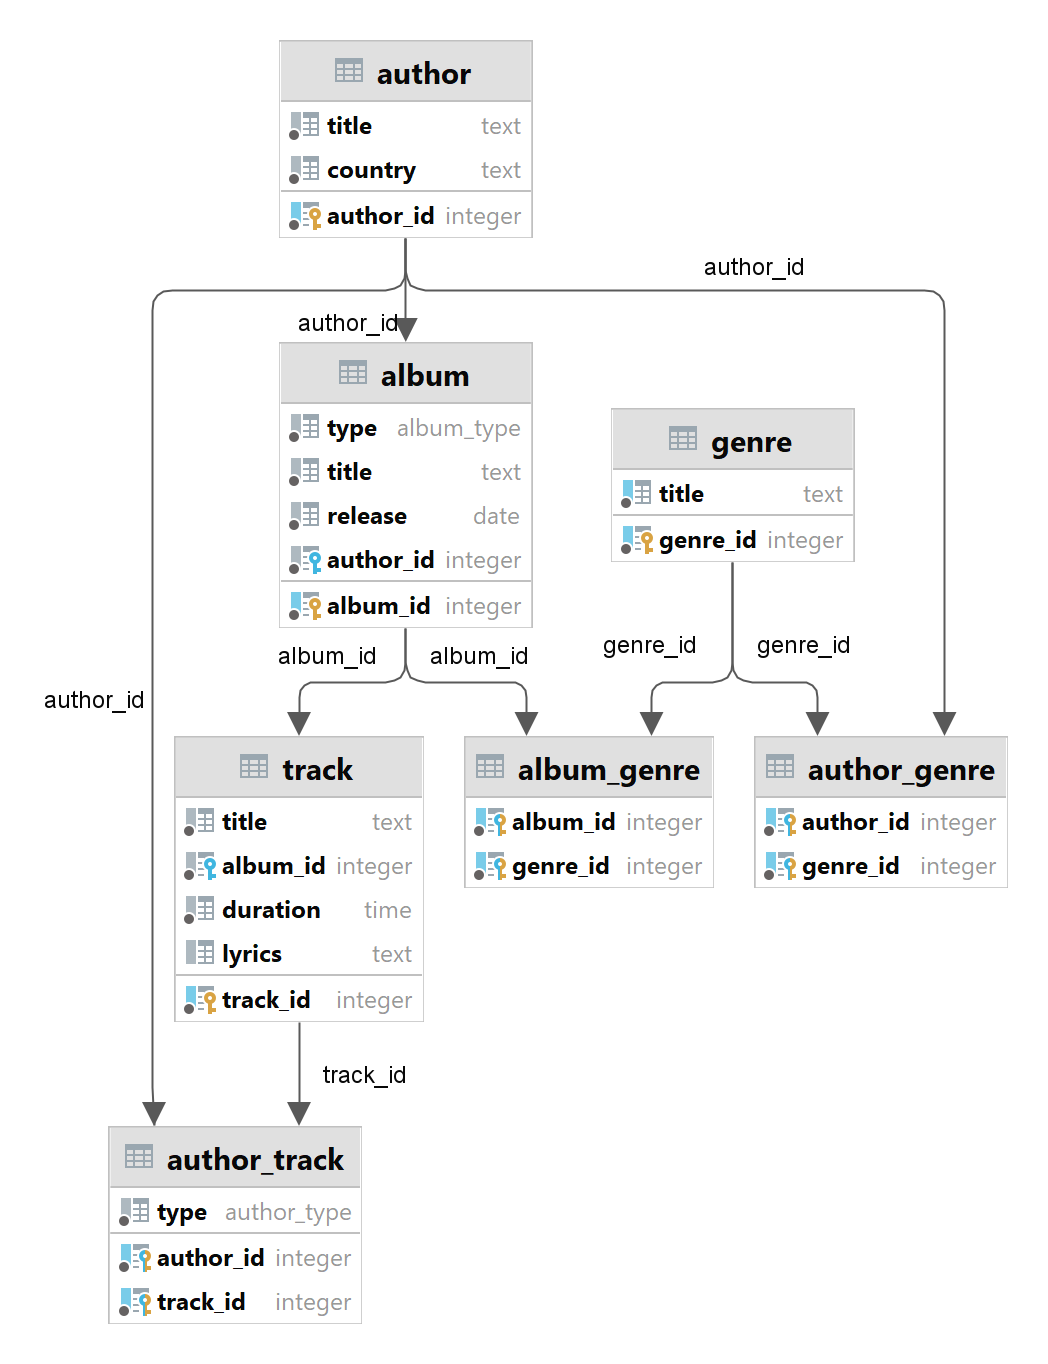 author
title text
country text
author_id integer
author_id
author_id
album
type album_type
title text
release date
author_id integer
album_id integer
genre
title text
genre_id integer
album_id
album_id
genre_id
genre_id
author_id
track
title text
album_id integer
duration time
lyrics text
track_id integer
album_genre
album_id integer
genre_id integer
author_genre
author_id integer
genre_id integer
track_id
author_track
type author_type
author_id integer
track_id integer